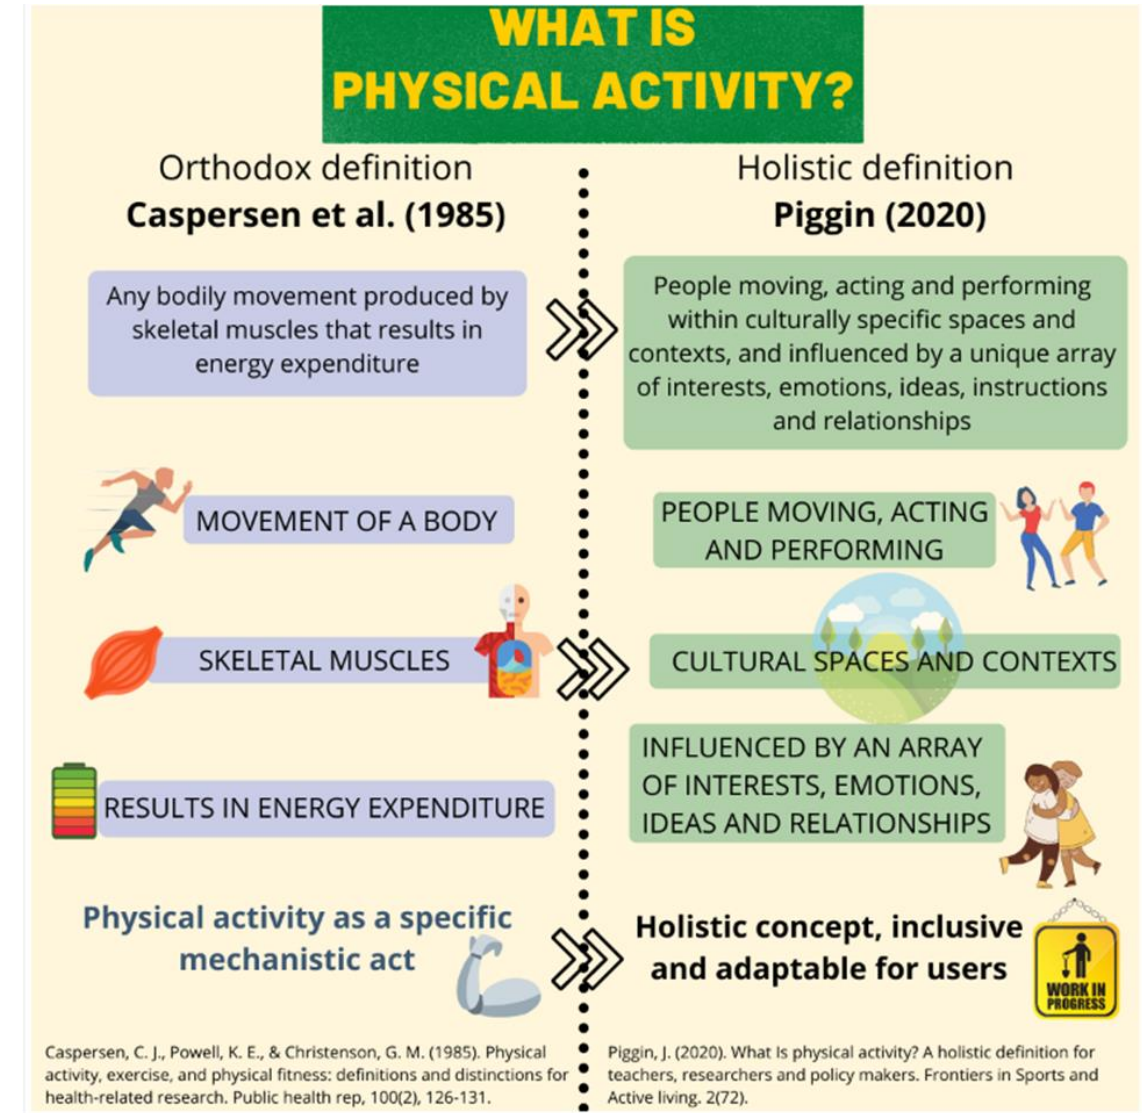 WHAT IS
PHYSICAL ACTIVITY?
Orthodox definition
Caspersen et al. (1985)
Any bodily movement produced by
skeletal muscles that results in
energy expenditure
MOVEMENT OF A BODY
SKELETAL MUSCLES
RESULTS IN ENERGY EXPENDITURE
Physical activity as a specific
mechanistic act
Caspersen, C. J., Powell, K. E., & Christenson, G. M. (1985). Physical
activity, exercise, and physical fitness: definitions and distinctions for
health-related research. Public health rep, 100(2), 126-131.
Holistic definition
Piggin (2020)
People moving, acting and performing
within culturally specific spaces and
contexts, and influenced by a unique array
of interests, emotions, ideas, instructions
and relationships
PEOPLE MOVING, ACTING
AND PERFORMING
CULTURAL SPACES AND CONTEXTS
INFLUENCED BY AN ARRAY
OF INTERESTS, EMOTIONS,
IDEAS AND RELATIONSHIPS
Holistic concept, inclusive
and adaptable for users
WORK IN
PROGRESS
Piggin, J. (2020). What Is physical activity? A holistic definition for
teachers, researchers and policy makers. Frontiers in Sports and
Active living. 2(72).